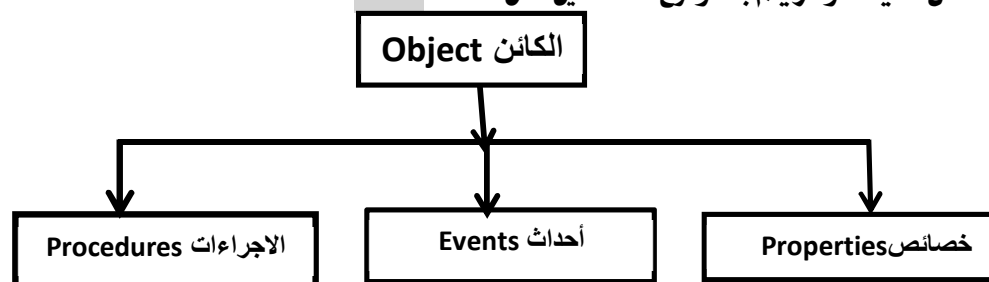 الكائن Object
خصائصProperties
أحداث Events
الاجراءات Procedures